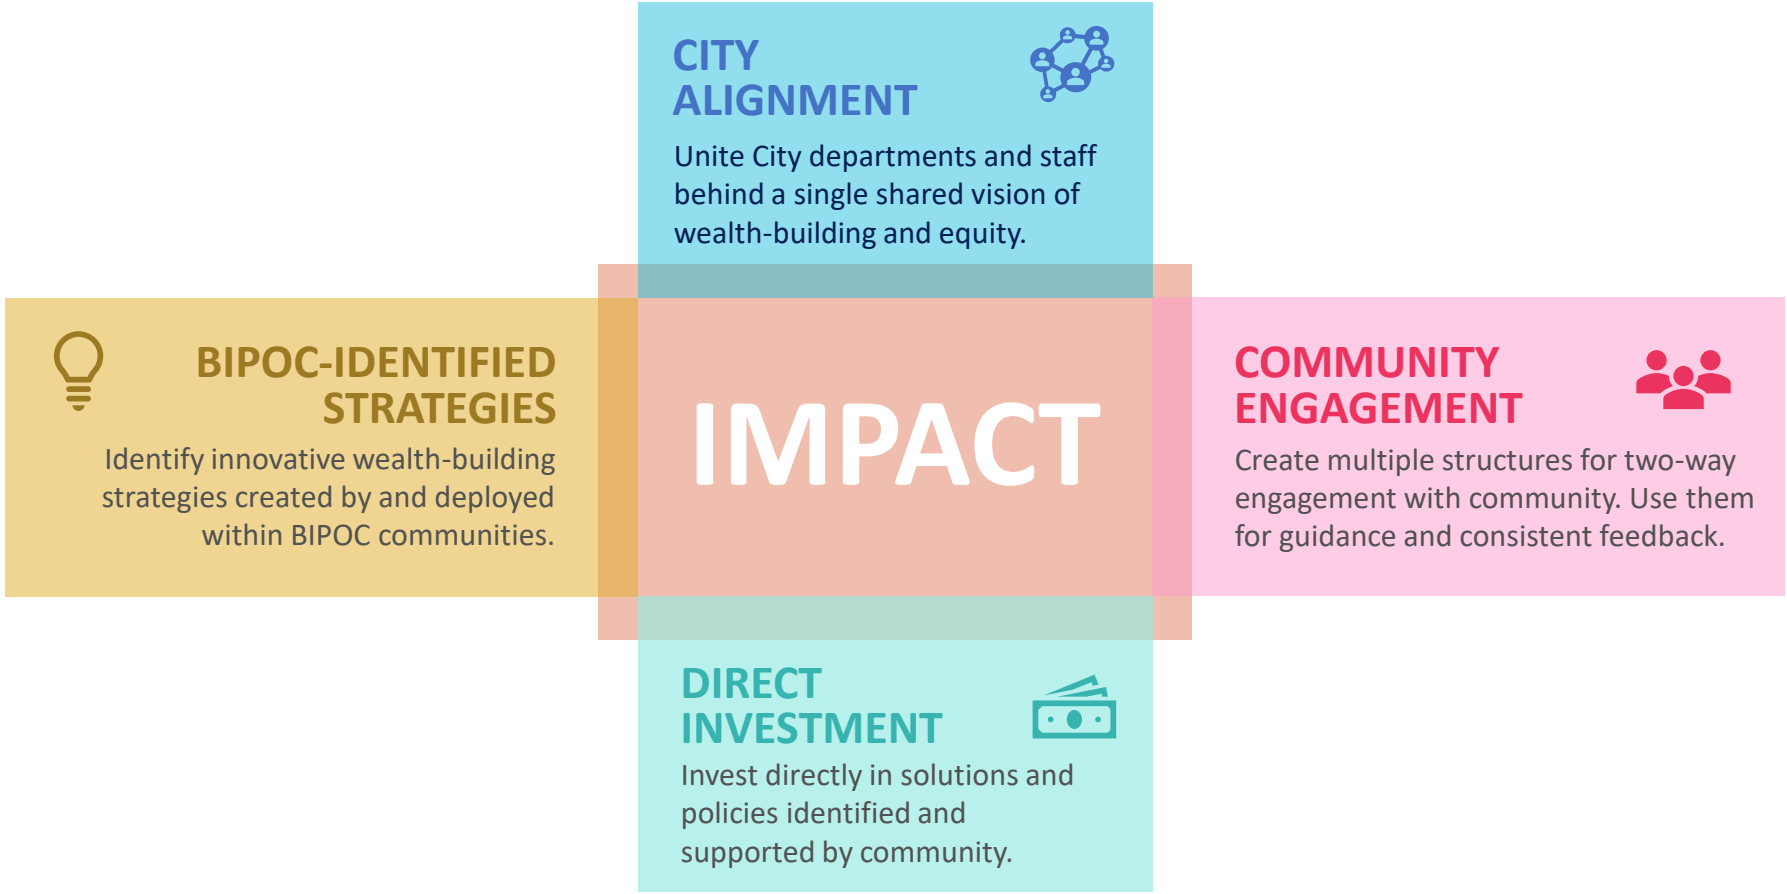 CITY
ALIGNMENT
Unite City departments and staff
behind a single shared vision of
wealth-building and equity.
BIPOC-IDENTIFIED
STRATEGIES
Identify innovative wealth-building
strategies created by and deployed
within BIPOC communities.
IMPACT
COMMUNITY
ENGAGEMENT
Create multiple structures for two-way
engagement with community. Use them
for guidance and consistent feedback.
DIRECT
INVESTMENT
Invest directly in solutions and
policies identified and
supported by community.